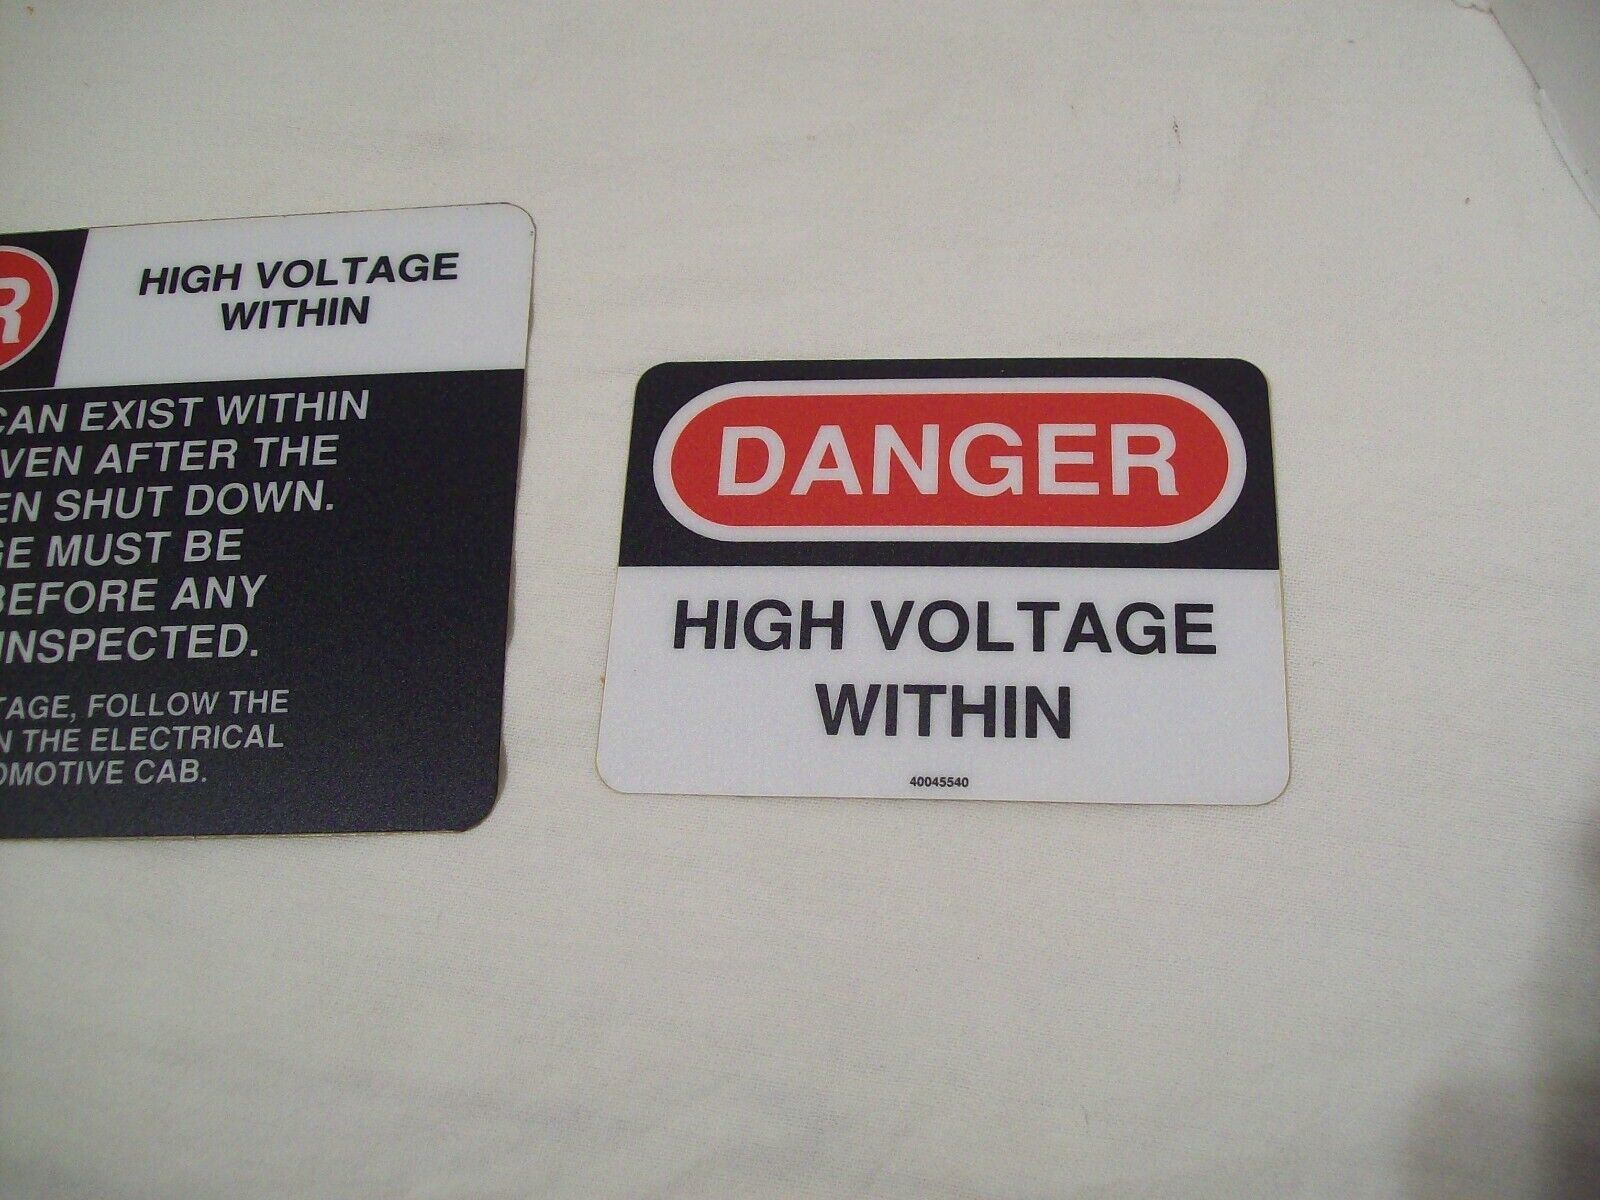 R
HIGH VOLTAGE
WITHIN
CAN EXIST WITHIN
VEN AFTER THE
EN SHUT DOWN.
GE MUST BE
BEFORE ANY
INSPECTED.
TAGE, FOLLOW THE
N THE ELECTRICAL
OMOTIVE CAB.
DANGER
HIGH VOLTAGE
WITHIN
40045540